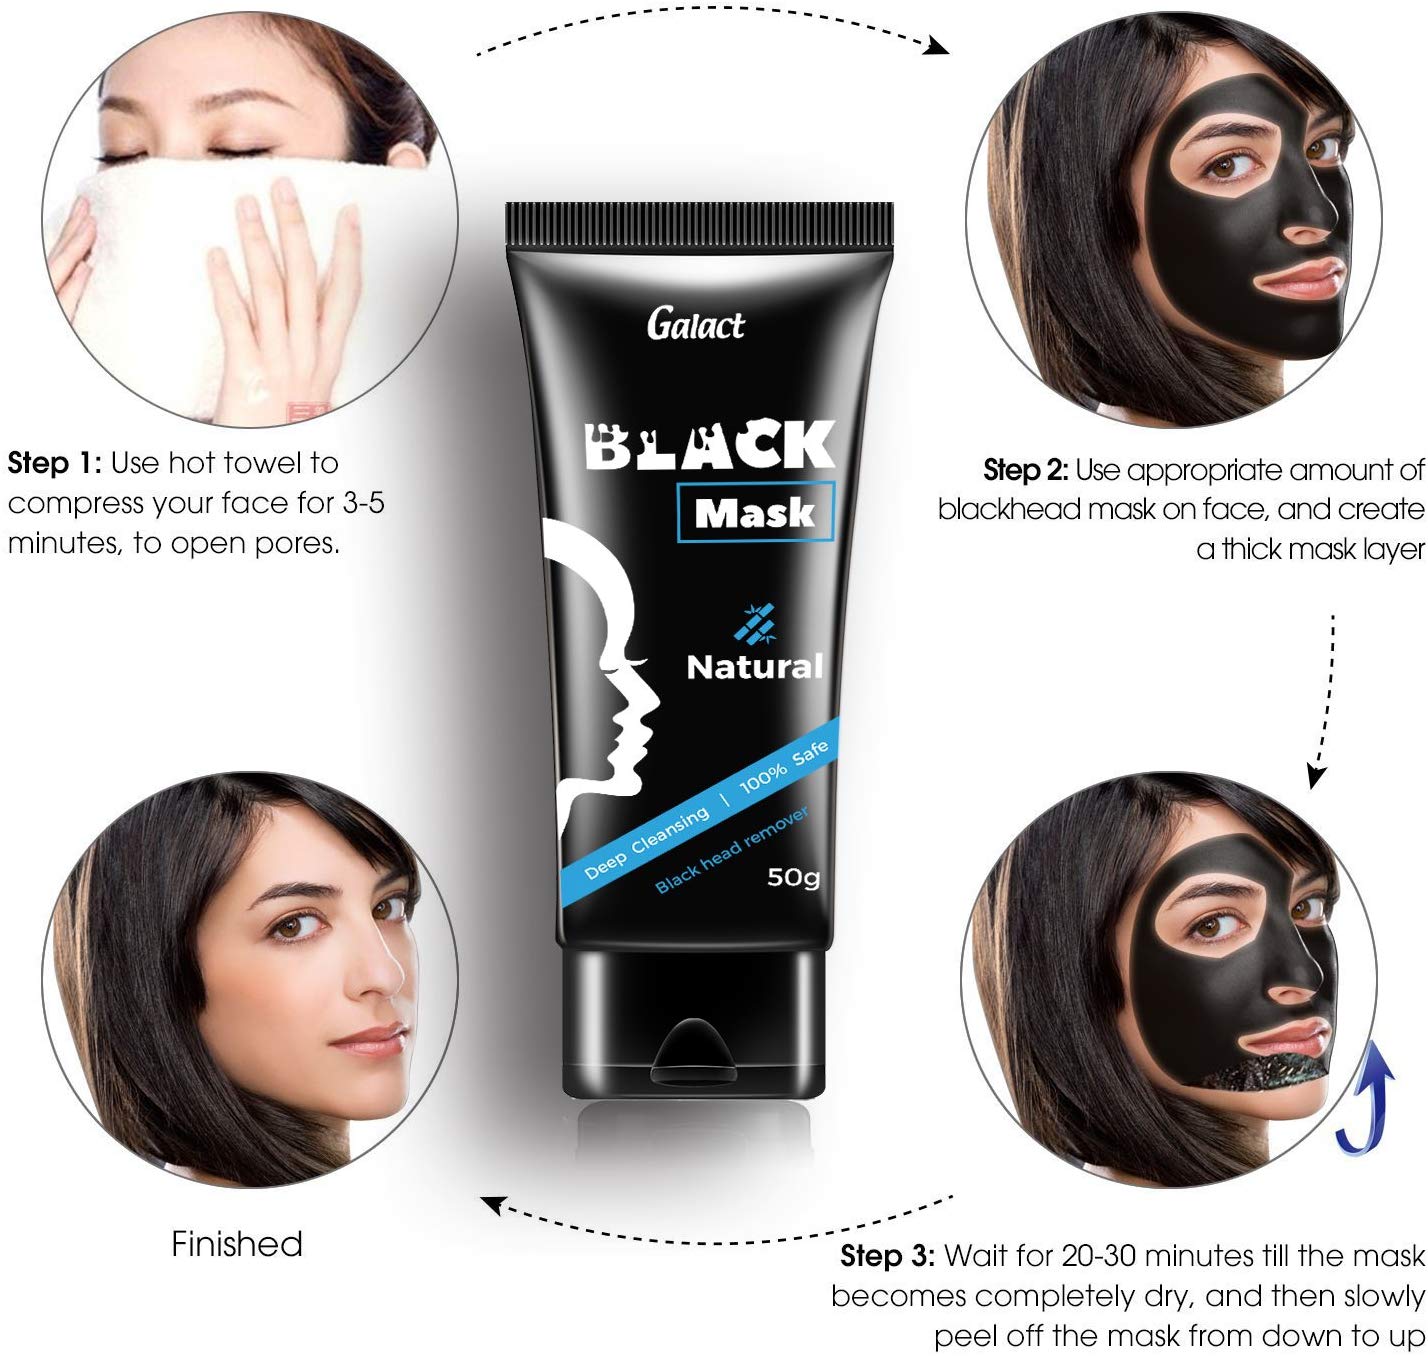 Step 1: Use hot towel to
compress your face for 3-5
minutes, to open pores.
Step 2: Use appropriate amount of
blackhead mask on face, and create
a thick mask layer
Galact
BLACK
Mask
Natural
Deep Cleansing | 100% Safe
Black head remover
50g
Step 3: Wait for 20-30 minutes till the mask
becomes completely dry, and then slowly
peel off the mask from down to up
Finished